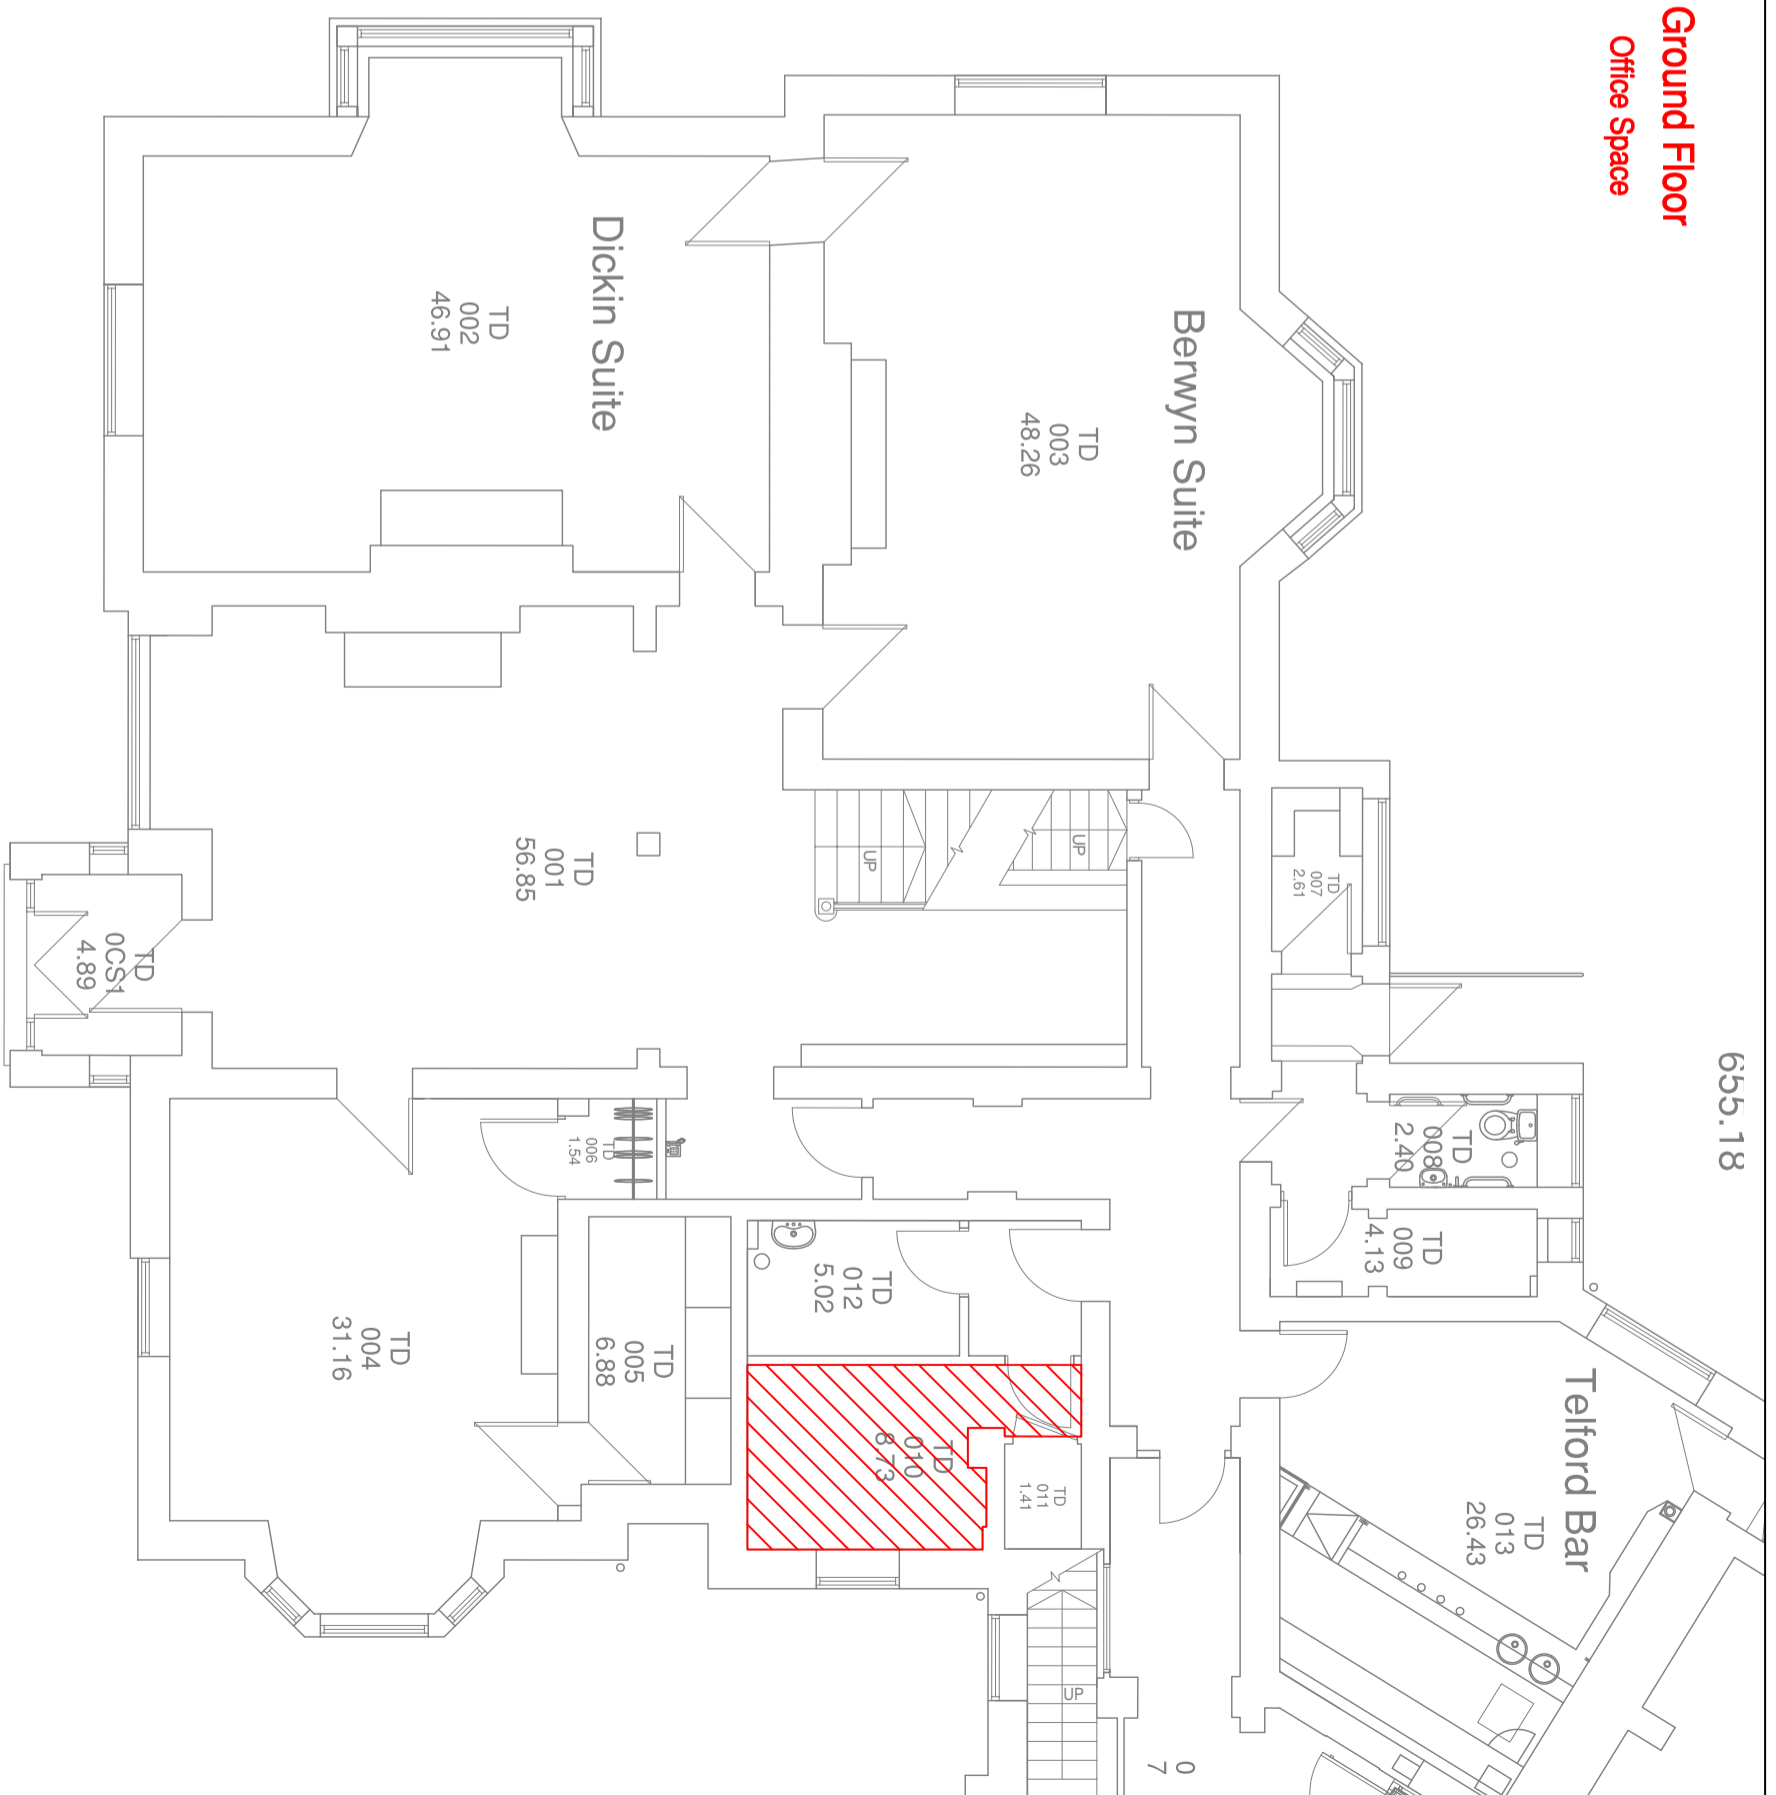 Ground Floor
Office Space
655.18
Berwyn Suite
TD
003
48.26
Dickin Suite
TD
002
46.91
TD
001
56.85
UP
UP
TD
007
2.61
TD
0CS1
4.89
TD
008
2.40
TD
009
4.13
TD
006
1.54
TD
012
5.02
TD
005
6.88
TD
004
31.16
TD
010
8.73
TD
011
1.41
Telford Bar
TD
013
26.43
UP
0
7